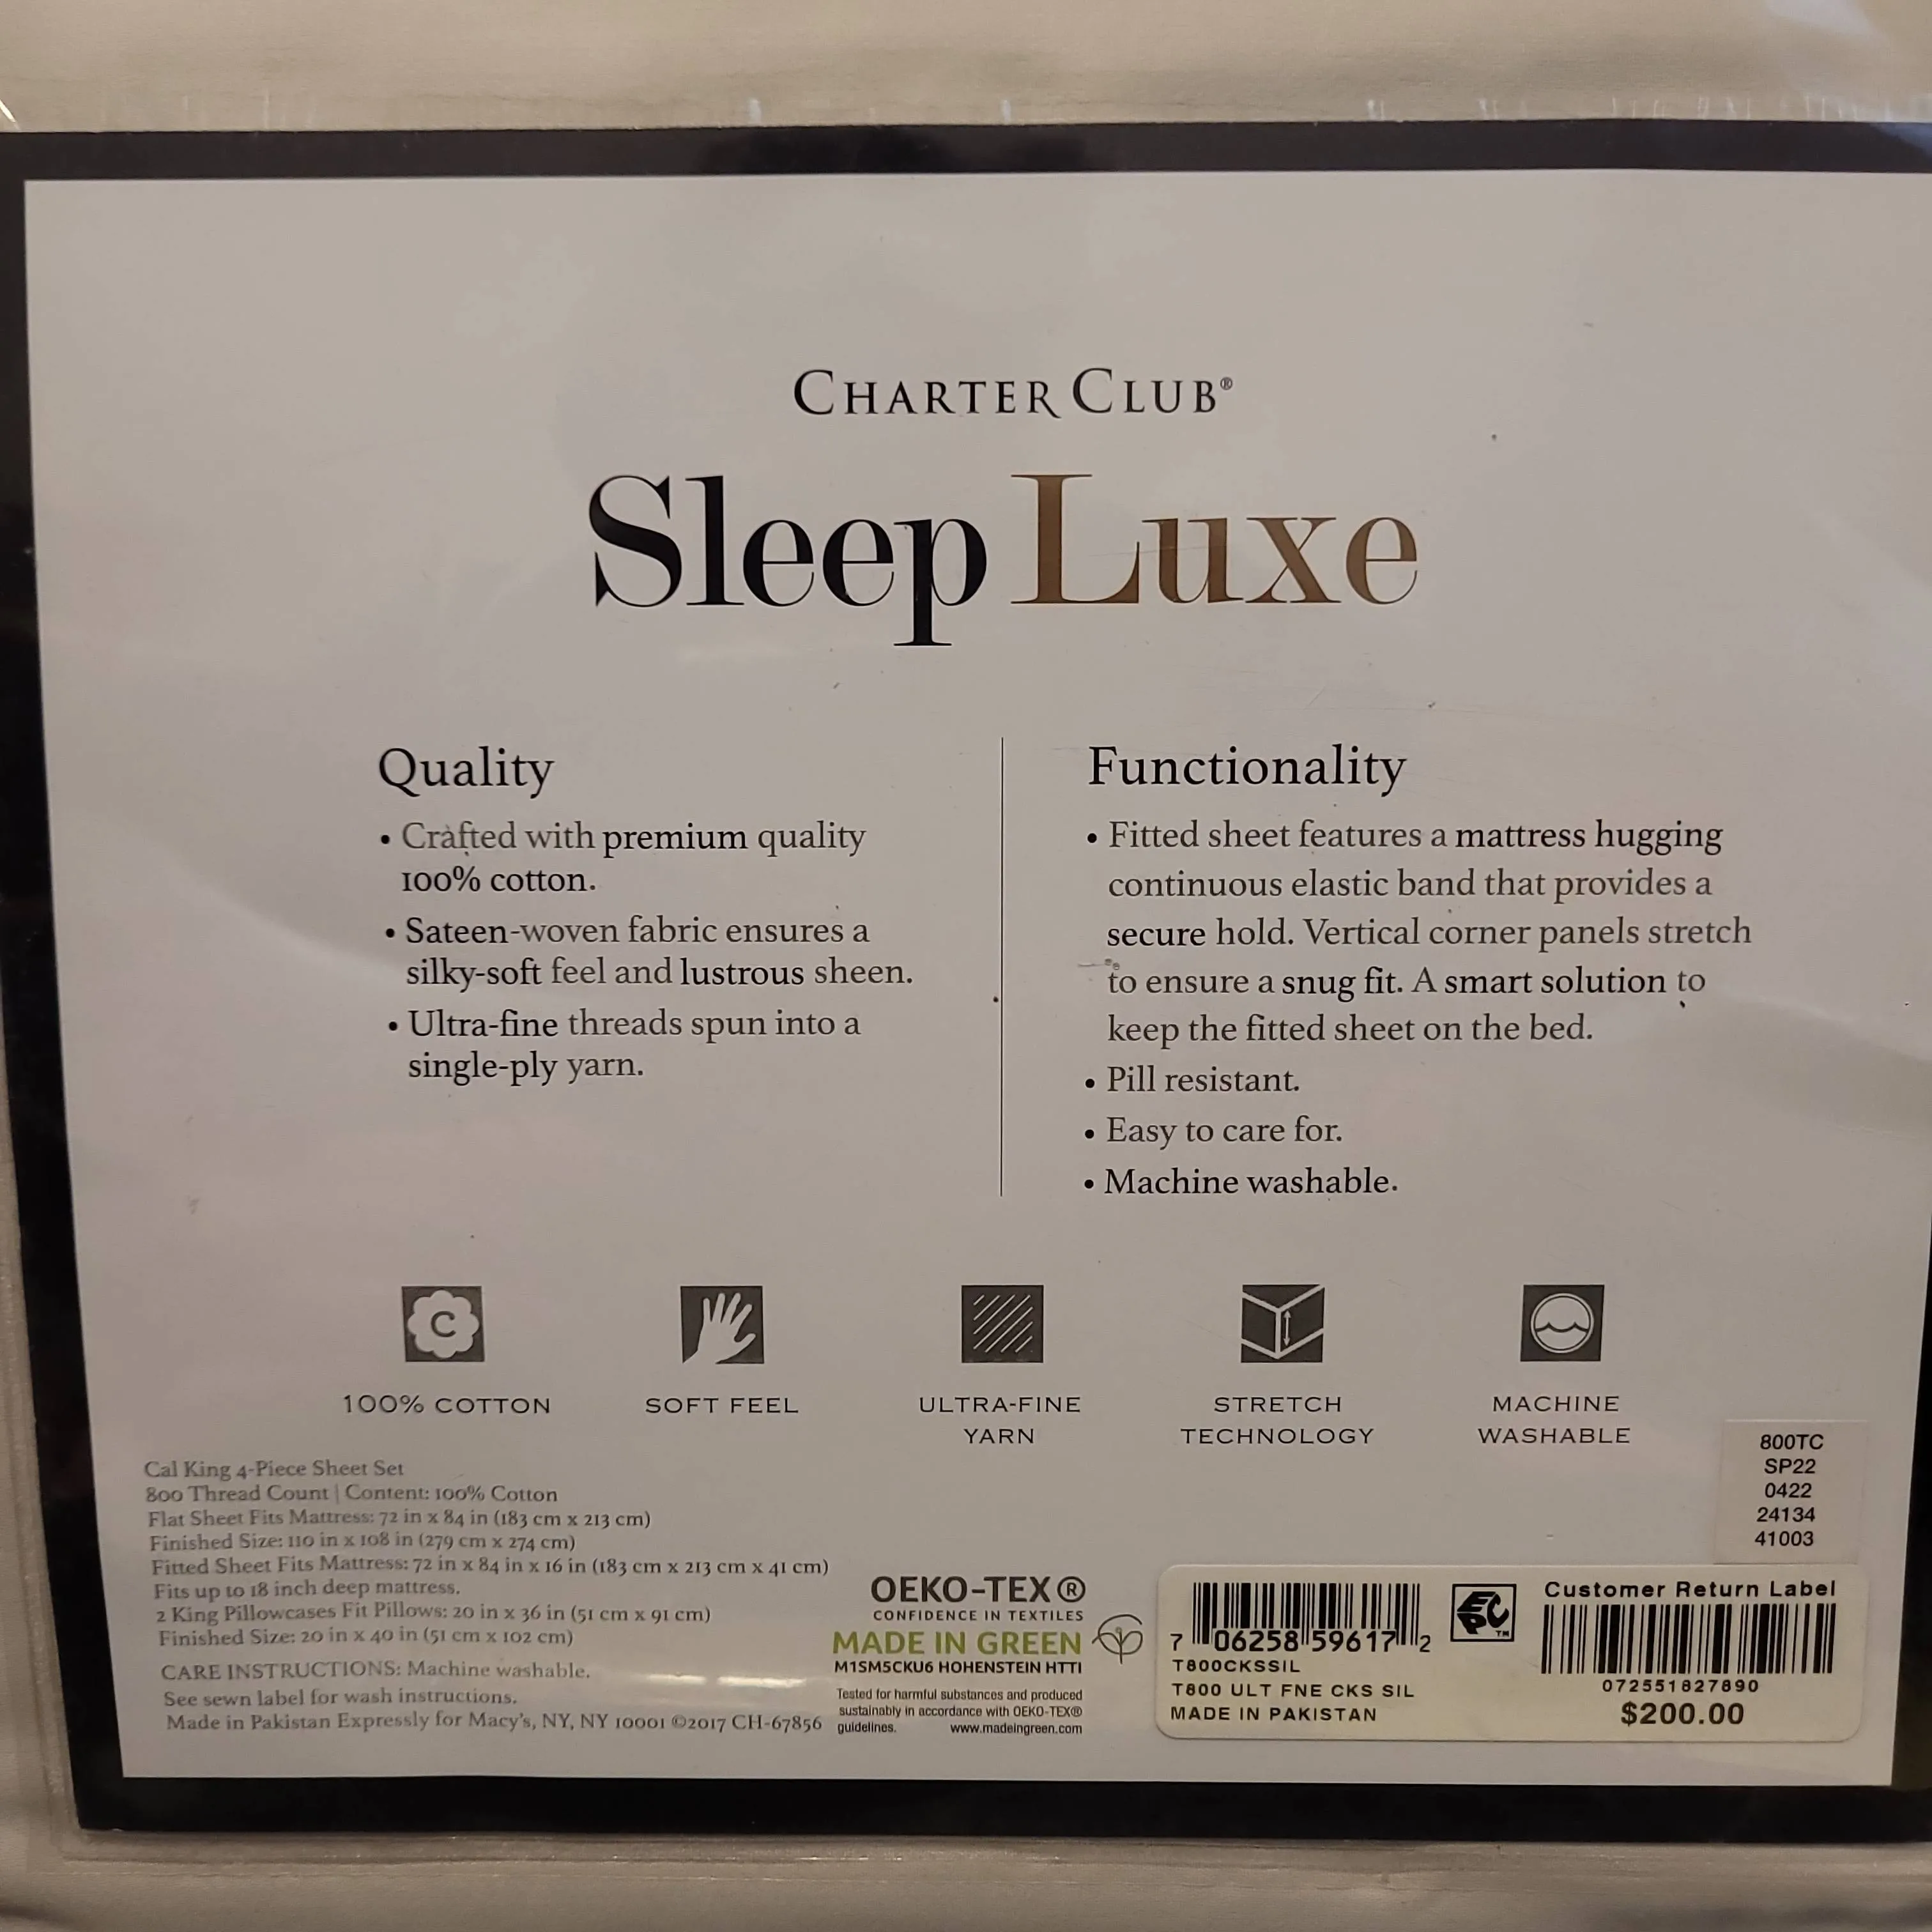 CHARTER CLUB®
Sleep Luxe
Quality
• Crafted with premium quality
100% cotton.
• Sateen-woven fabric ensures a
silky-soft feel and lustrous sheen.
• Ultra-fine threads spun into a
single-ply yarn.
Functionality
• Fitted sheet features a mattress hugging
continuous elastic band that provides a
secure hold. Vertical corner panels stretch
to ensure a snug fit. A smart solution to
keep the fitted sheet on the bed.
• Pill resistant.
• Easy to care for.
• Machine washable.
C
100% COTTON
SOFT FEEL
ULTRA-FINE
YARN
STRETCH
TECHNOLOGY
MACHINE
WASHABLE
Cal King 4-Piece Sheet Set
800 Thread Count | Content: 100% Cotton
Flat Sheet Fits Mattress: 72 in x 84 in (183 cm x 213 cm)
Finished Size: 110 in x 108 in (279 cm x 274 cm)
Fitted Sheet Fits Mattress: 72 in x 84 in x 16 in (183 cm x 213 cm x 41 cm)
Fits up to 18 inch deep mattress.
2 King Pillowcases Fit Pillows: 20 in x 36 in (51 cm x 91 cm)
Finished Size: 20 in x 40 in (51 cm x 102 cm)
CARE INSTRUCTIONS: Machine washable.
See sewn label for wash instructions.
Made in Pakistan Expressly for Macy's, NY, NY 10001 ©2017 CH-67856
OEKO-TEX®
CONFIDENCE IN TEXTILES
MADE IN GREEN
M1SM5CKU6 HOHENSTEIN HTTI
Tested for harmful substances and produced
sustainably in accordance with OEKO-TEX®
guidelines. www.madeingreen.com
800TC
SP22
0422
24134
41003
7 06258 59617 2
T800CKSSIL
T800 ULT FNE CKS SIL
MADE IN PAKISTAN
EPC TM
Customer Return Label
072551827890
$200.00